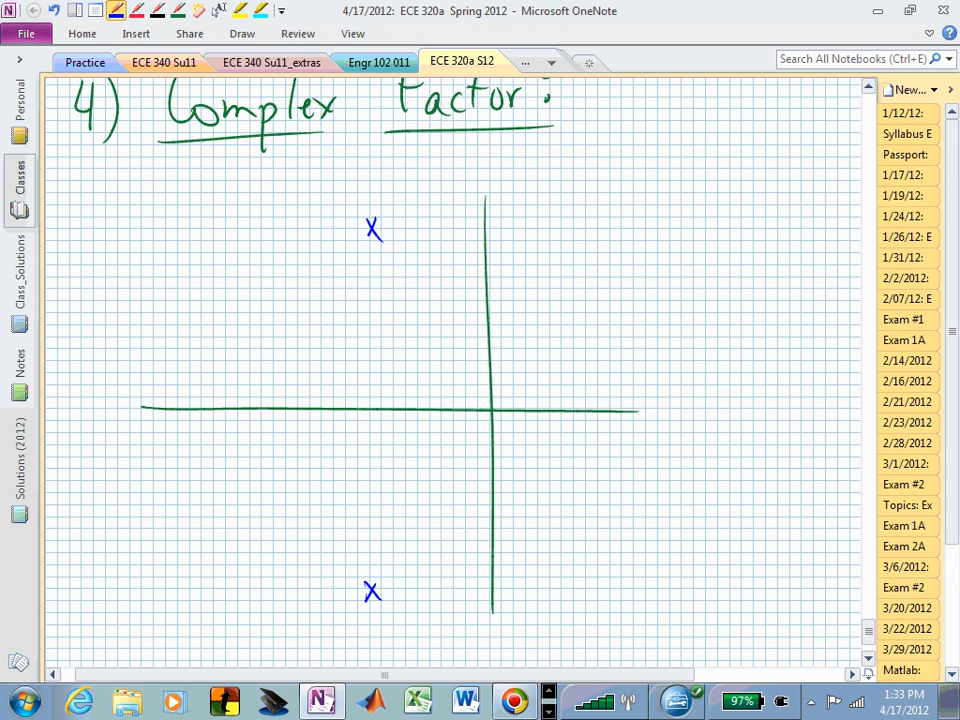 4/17/2012: ECE 320a Spring 2012 - Microsoft OneNote
File Home Insert Share Draw Review View
Practice ECE 340 Su11 ECE 340 Su11_extras Engr 102 011 ECE 320a S12 ...
Search All Notebooks (Ctrl+E)
Personal
Classes
Class_Solutions
Notes
Solutions (2012)
4) Complex Factor:
X
X
New...
1/12/12:
Syllabus E
Passport:
1/17/12:
1/19/12:
1/24/12:
1/26/12: E
1/31/12:
2/2/2012:
2/07/12: E
Exam #1
Exam 1A
2/14/2012
2/16/2012
2/21/2012
2/23/2012
2/28/2012
3/1/2012:
Exam #2
Topics: Ex
Exam 1A
Exam 2A
3/6/2012:
Exam #2
3/20/2012
3/22/2012
3/29/2012
Matlab:
97%
1:33 PM
4/17/2012